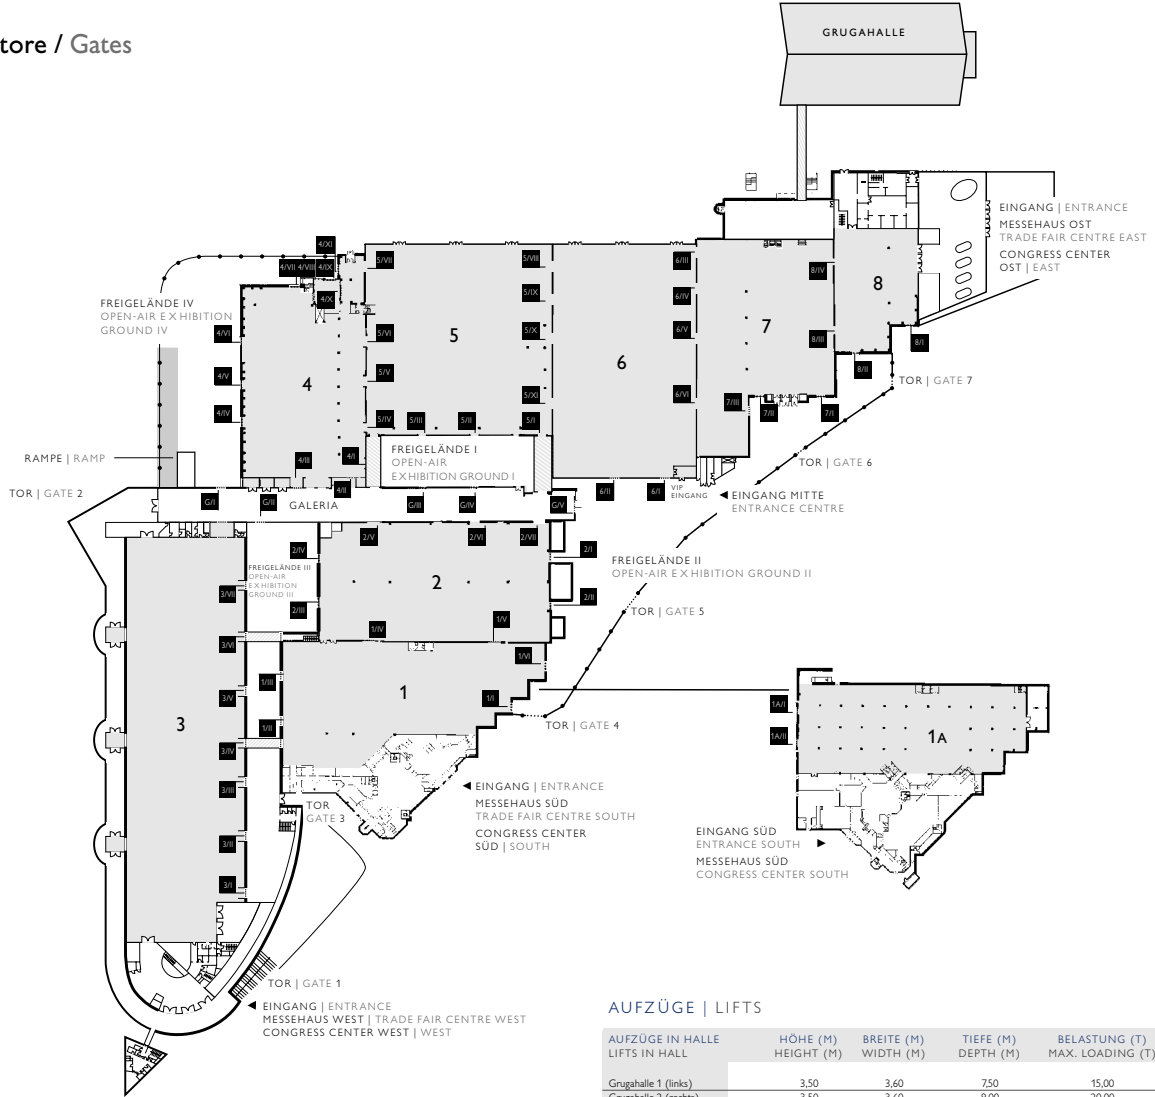 tore / Gates
GRUGAHALLE
EINGANG | ENTRANCE
MESSEHAUS OST
TRADE FAIR CENTRE EAST
CONGRESS CENTER
OST | EAST
4/XI
4/VII 4/VIII 4/IX
4/X
5/VII
5/VIII
6/III
8/IV
8
FREIGELÄNDE IV
OPEN-AIR EXHIBITION
GROUND IV
5/IX
6/IV
4/VI
5/VI
5
5/X
6/V
7
8/III
8/I
6
4/V
5/V
4
8/II
TOR | GATE 7
5/XI
6/VI
7/III
4/IV
5/IV
5/III
5/II
5/I
7/II
7/I
RAMPE | RAMP
4/III
4/I
FREIGELÄNDE I
OPEN-AIR
EXHIBITION GROUND I
TOR | GATE 6
TOR | GATE 2
4/II
6/II
6/I
VIP
EINGANG
EINGANG MITTE
ENTRANCE CENTRE
G/I
G/II
GALERIA
G/III
G/IV
G/V
2/V
2/VI
2/VII
2/IV
2/I
FREIGELÄNDE II
OPEN-AIR EXHIBITION GROUND II
FREIGELÄNDE III
OPEN-AIR
EXHIBITION
GROUND III
2
3/VII
2/III
2/II
TOR | GATE 5
1/IV
1/V
3/VI
1/VI
1/III
3/V
1
1/I
1A/I
3
1/II
TOR | GATE 4
1A/II
1A
3/IV
3/III
EINGANG | ENTRANCE
MESSEHAUS SÜD
TRADE FAIR CENTRE SOUTH
CONGRESS CENTER
SÜD | SOUTH
TOR
GATE 3
EINGANG SÜD
ENTRANCE SOUTH
MESSEHAUS SÜD
CONGRESS CENTER SOUTH
3/II
3/I
TOR | GATE 1
EINGANG | ENTRANCE
MESSEHAUS WEST | TRADE FAIR CENTRE WEST
CONGRESS CENTER WEST | WEST
AUFZÜGE | LIFTS
AUFZÜGE IN HALLE HÖHE (M) BREITE (M) TIEFE (M) BELASTUNG (T)
LIFTS IN HALL HEIGHT (M) WIDTH (M) DEPTH (M) MAX. LOADING (T)
Grugahalle 1 (links) 3,50 3,60 7,50 15,00
Grugahalle 2 (rechts) 3,50 3,60 9,00 20,00